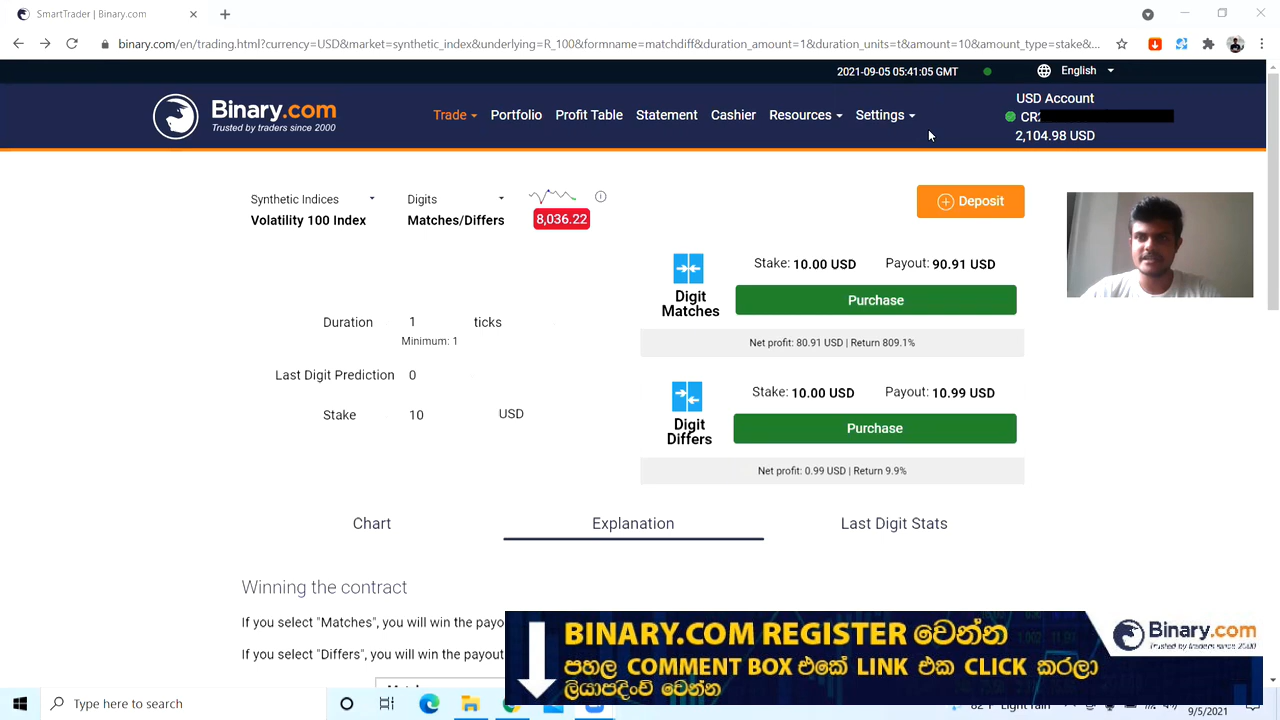 SmartTrader | Binary.com
binary.com/en/trading.html?currency=USD&market=synthetic_index&underlying=R_100&formname=matchdiff&duration_amount=1&duration_units=t&amount=10&amount_type=stake&...
2021-09-05 05:41:05 GMT
English
Binary.com
Trusted by traders since 2000
Trade
Portfolio
Profit Table
Statement
Cashier
Resources
Settings
USD Account
CR2
2,104.98 USD
Synthetic Indices
Volatility 100 Index
Digits
Matches/Differs
8,036.22
Deposit
Digit
Matches
Stake: 10.00 USD
Payout: 90.91 USD
Purchase
Net profit: 80.91 USD | Return 809.1%
Duration 1 ticks
Minimum: 1
Last Digit Prediction 0
Stake 10 USD
Digit
Differs
Stake: 10.00 USD
Payout: 10.99 USD
Purchase
Net profit: 0.99 USD | Return 9.9%
Chart
Explanation
Last Digit Stats
Winning the contract
If you select "Matches", you will win the payo
If you select "Differs", you will win the payout
BINARY.COM REGISTER වෙන්න
පහල COMMENT BOX එකේ LINK එක CLICK කරලා
ලියාපදිංචි වෙන්න
Binary.com
Trusted by traders since 2000
Type here to search
Light rain
9/5/2021